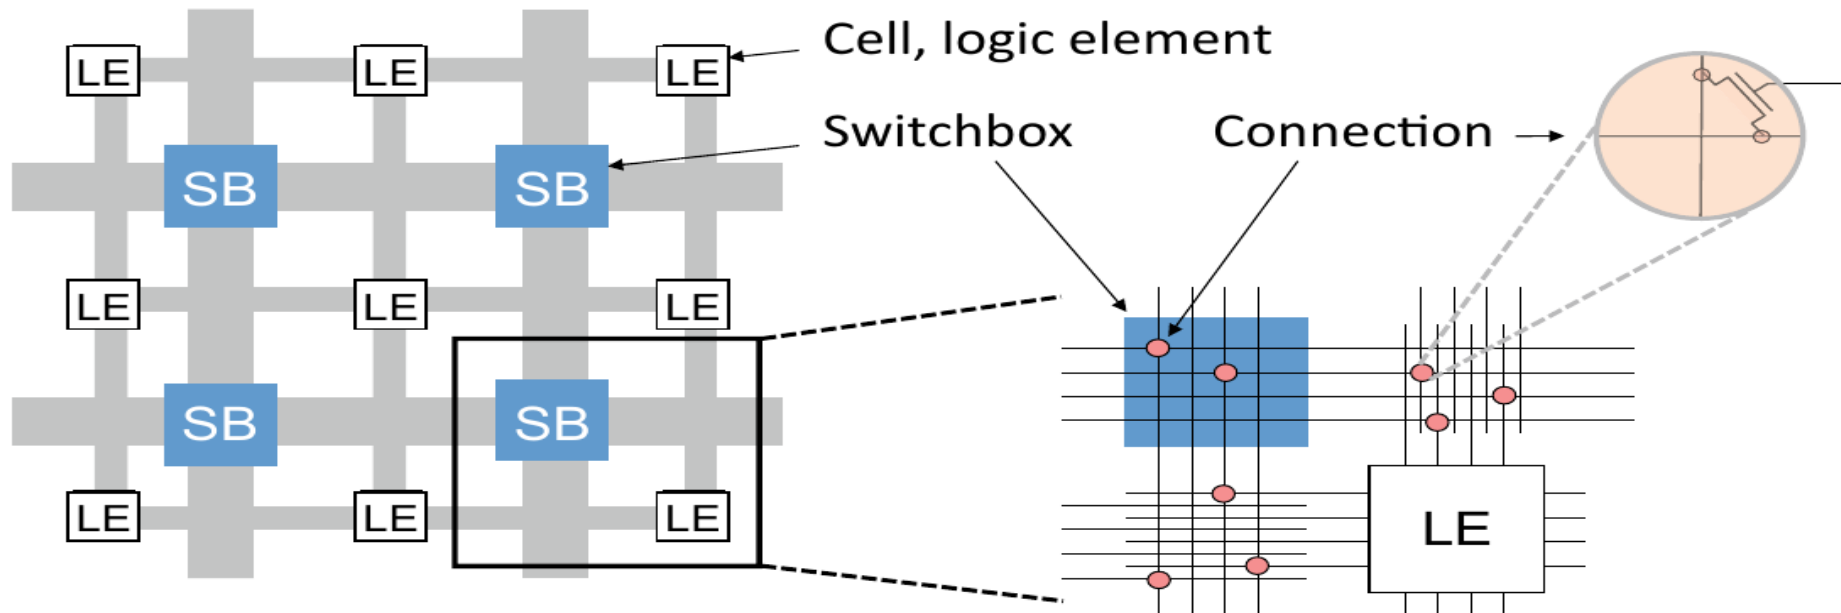 LE LE LE
Cell, logic element
Switchbox Connection
SB SB
LE LE LE
SB SB
LE LE LE
LE